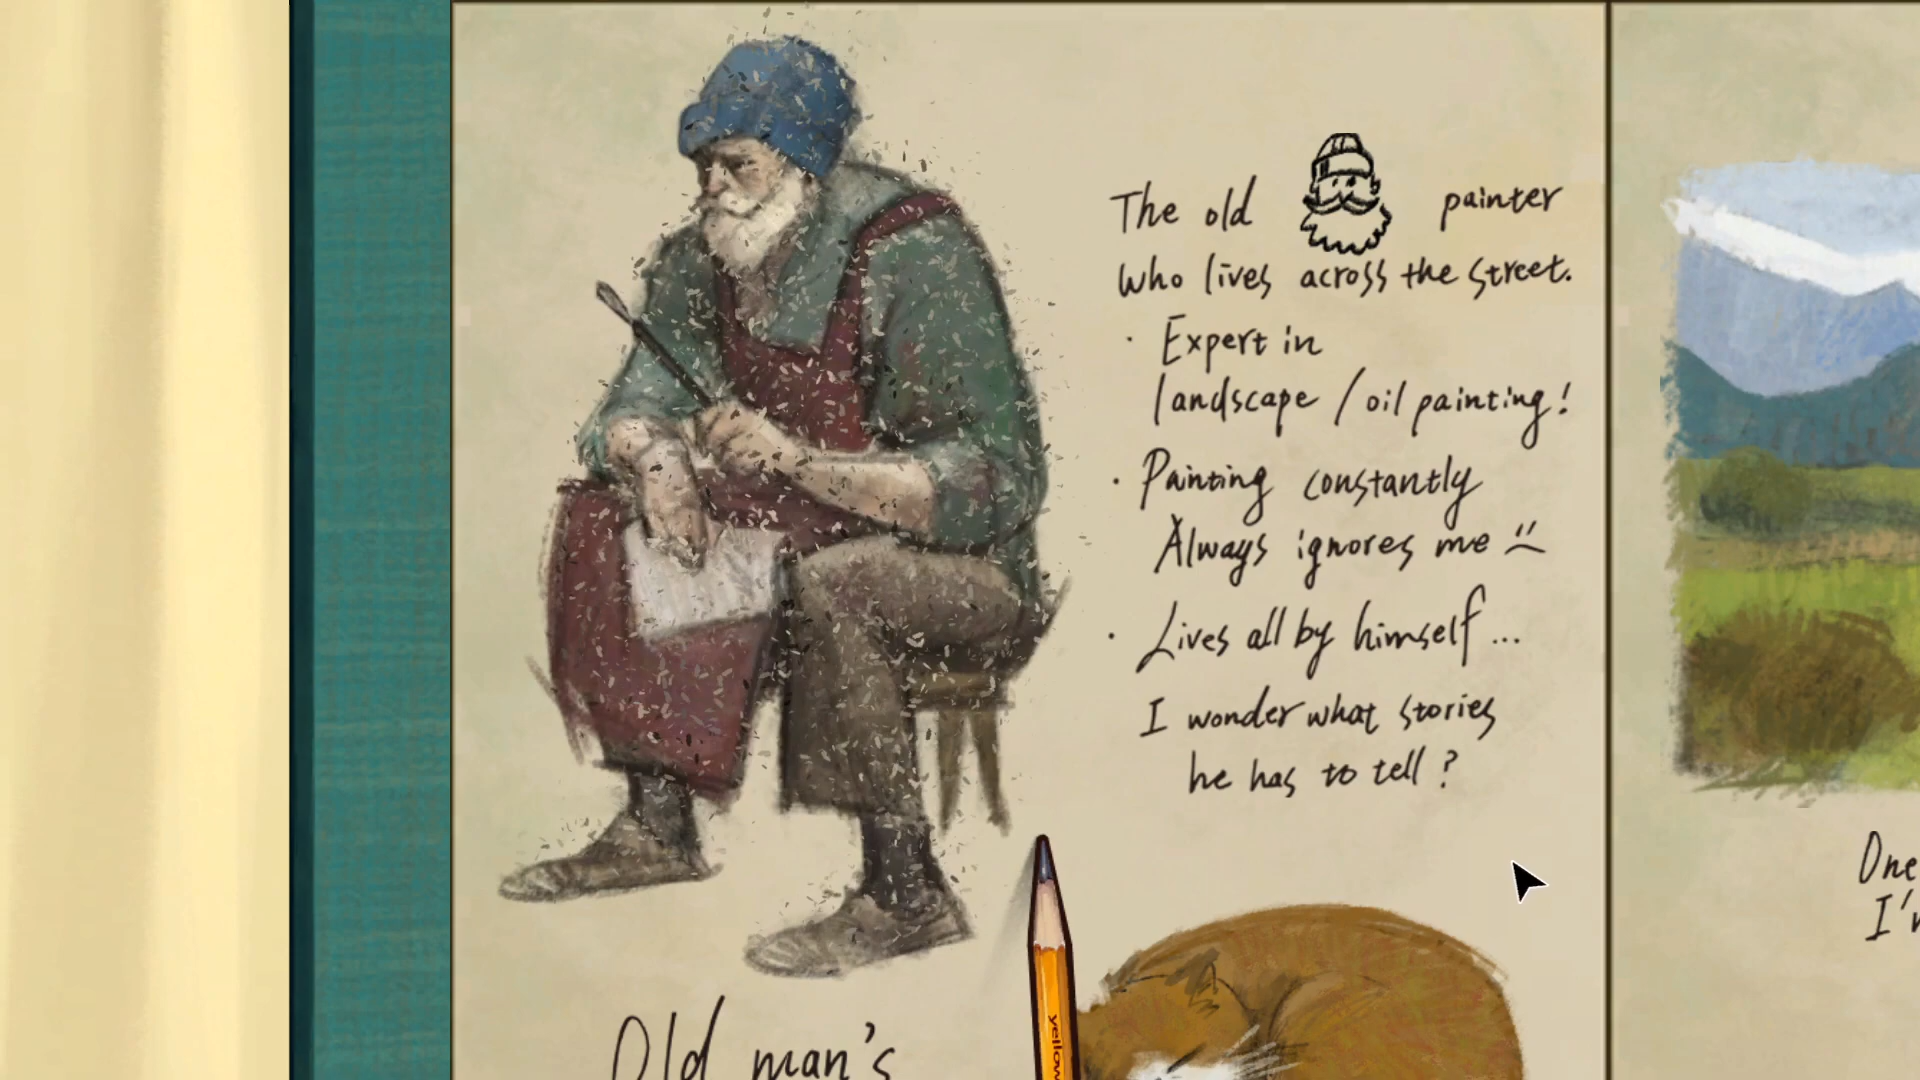 The old painter
who lives across the street.
· Expert in
landscape / oil painting!
· Painting constantly
Always ignores me
· Lives all by himself...
I wonder what stories
he has to tell?
Old man's
One
I'
yellow